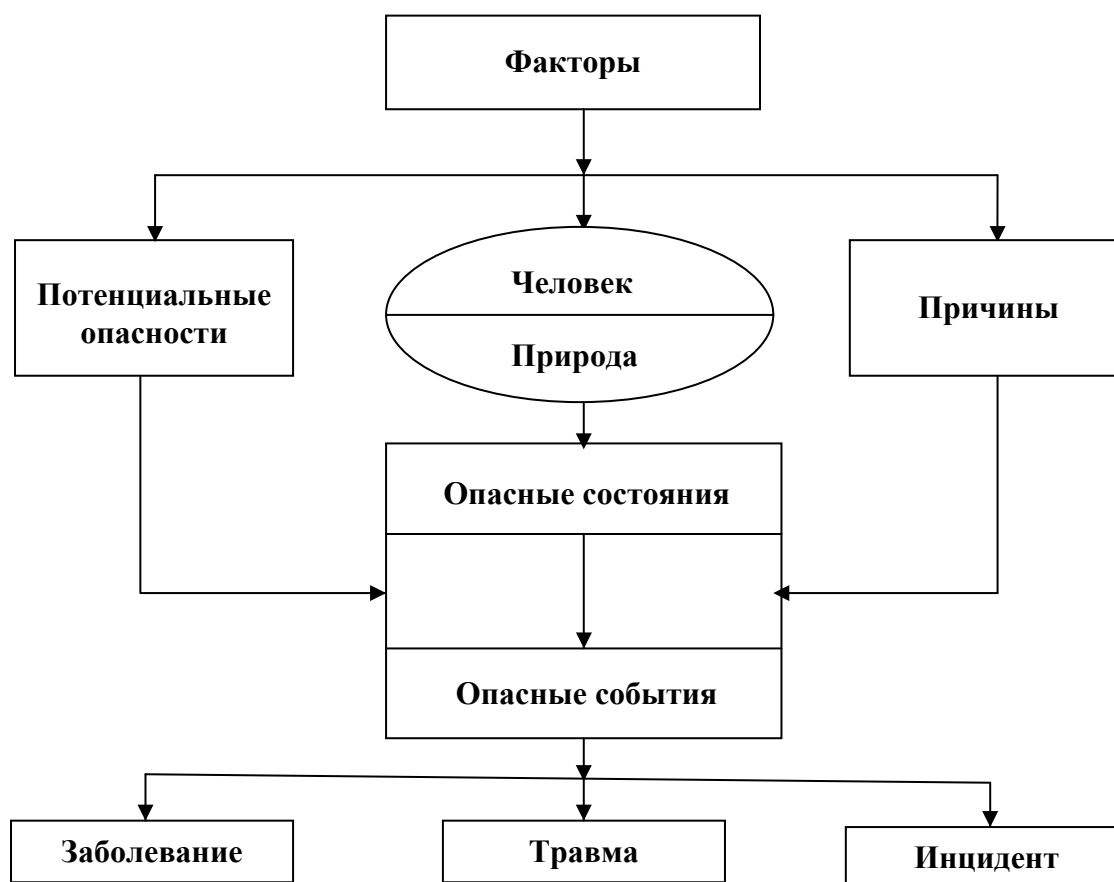 Факторы
Потенциальные
опасности
Человек
Природа
Причины
Опасные состояния
Опасные события
Заболевание
Травма
Инцидент